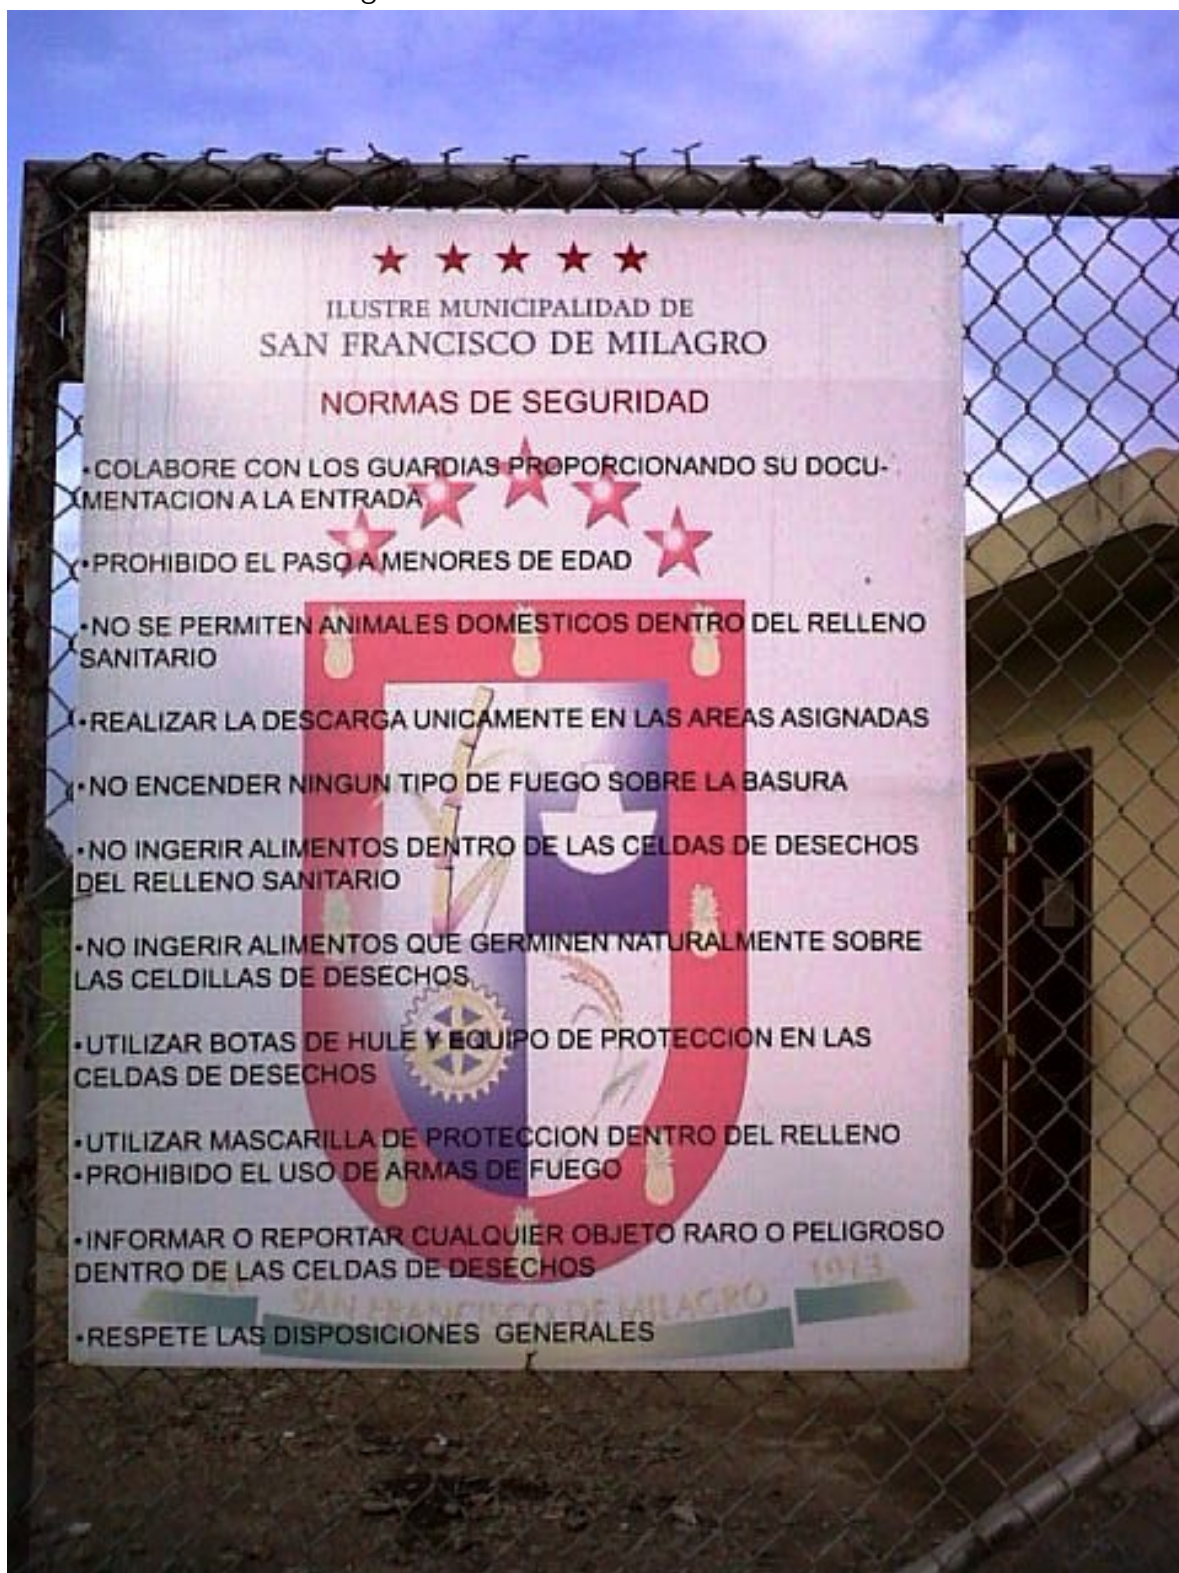 ILUSTRE MUNICIPALIDAD DE
SAN FRANCISCO DE MILAGRO
NORMAS DE SEGURIDAD
•COLABORE CON LOS GUARDIAS PROPORCIONANDO SU DOCU-
MENTACION A LA ENTRADA
•PROHIBIDO EL PASO A MENORES DE EDAD
•NO SE PERMITEN ANIMALES DOMESTICOS DENTRO DEL RELLENO
SANITARIO
•REALIZAR LA DESCARGA UNICAMENTE EN LAS AREAS ASIGNADAS
•NO ENCENDER NINGUN TIPO DE FUEGO SOBRE LA BASURA
•NO INGERIR ALIMENTOS DENTRO DE LAS CELDAS DE DESECHOS
DEL RELLENO SANITARIO
•NO INGERIR ALIMENTOS QUE GERMINEN NATURALMENTE SOBRE
LAS CELDILLAS DE DESECHOS
•UTILIZAR BOTAS DE HULE Y EQUIPO DE PROTECCION EN LAS
CELDAS DE DESECHOS
•UTILIZAR MASCARILLA DE PROTECCION DENTRO DEL RELLENO
•PROHIBIDO EL USO DE ARMAS DE FUEGO
•INFORMAR O REPORTAR CUALQUIER OBJETO RARO O PELIGROSO
DENTRO DE LAS CELDAS DE DESECHOS
SAN FRANCISCO DE MILAGRO 1913
•RESPETE LAS DISPOSICIONES GENERALES